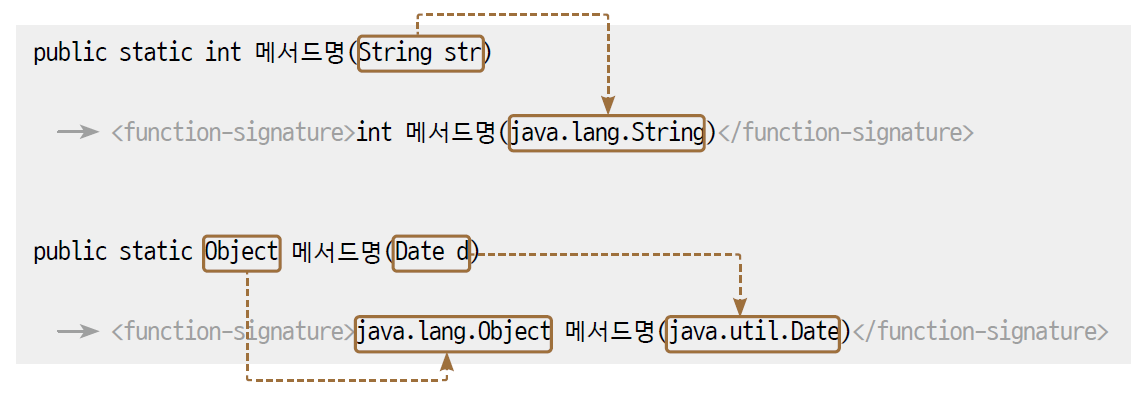 public static int 메서드명(String str)
<function-signature>int 메서드명(java.lang.String)</function-signature>
public static Object 메서드명(Date d)
<function-signature>java.lang.Object 메서드명(java.util.Date)</function-signature>